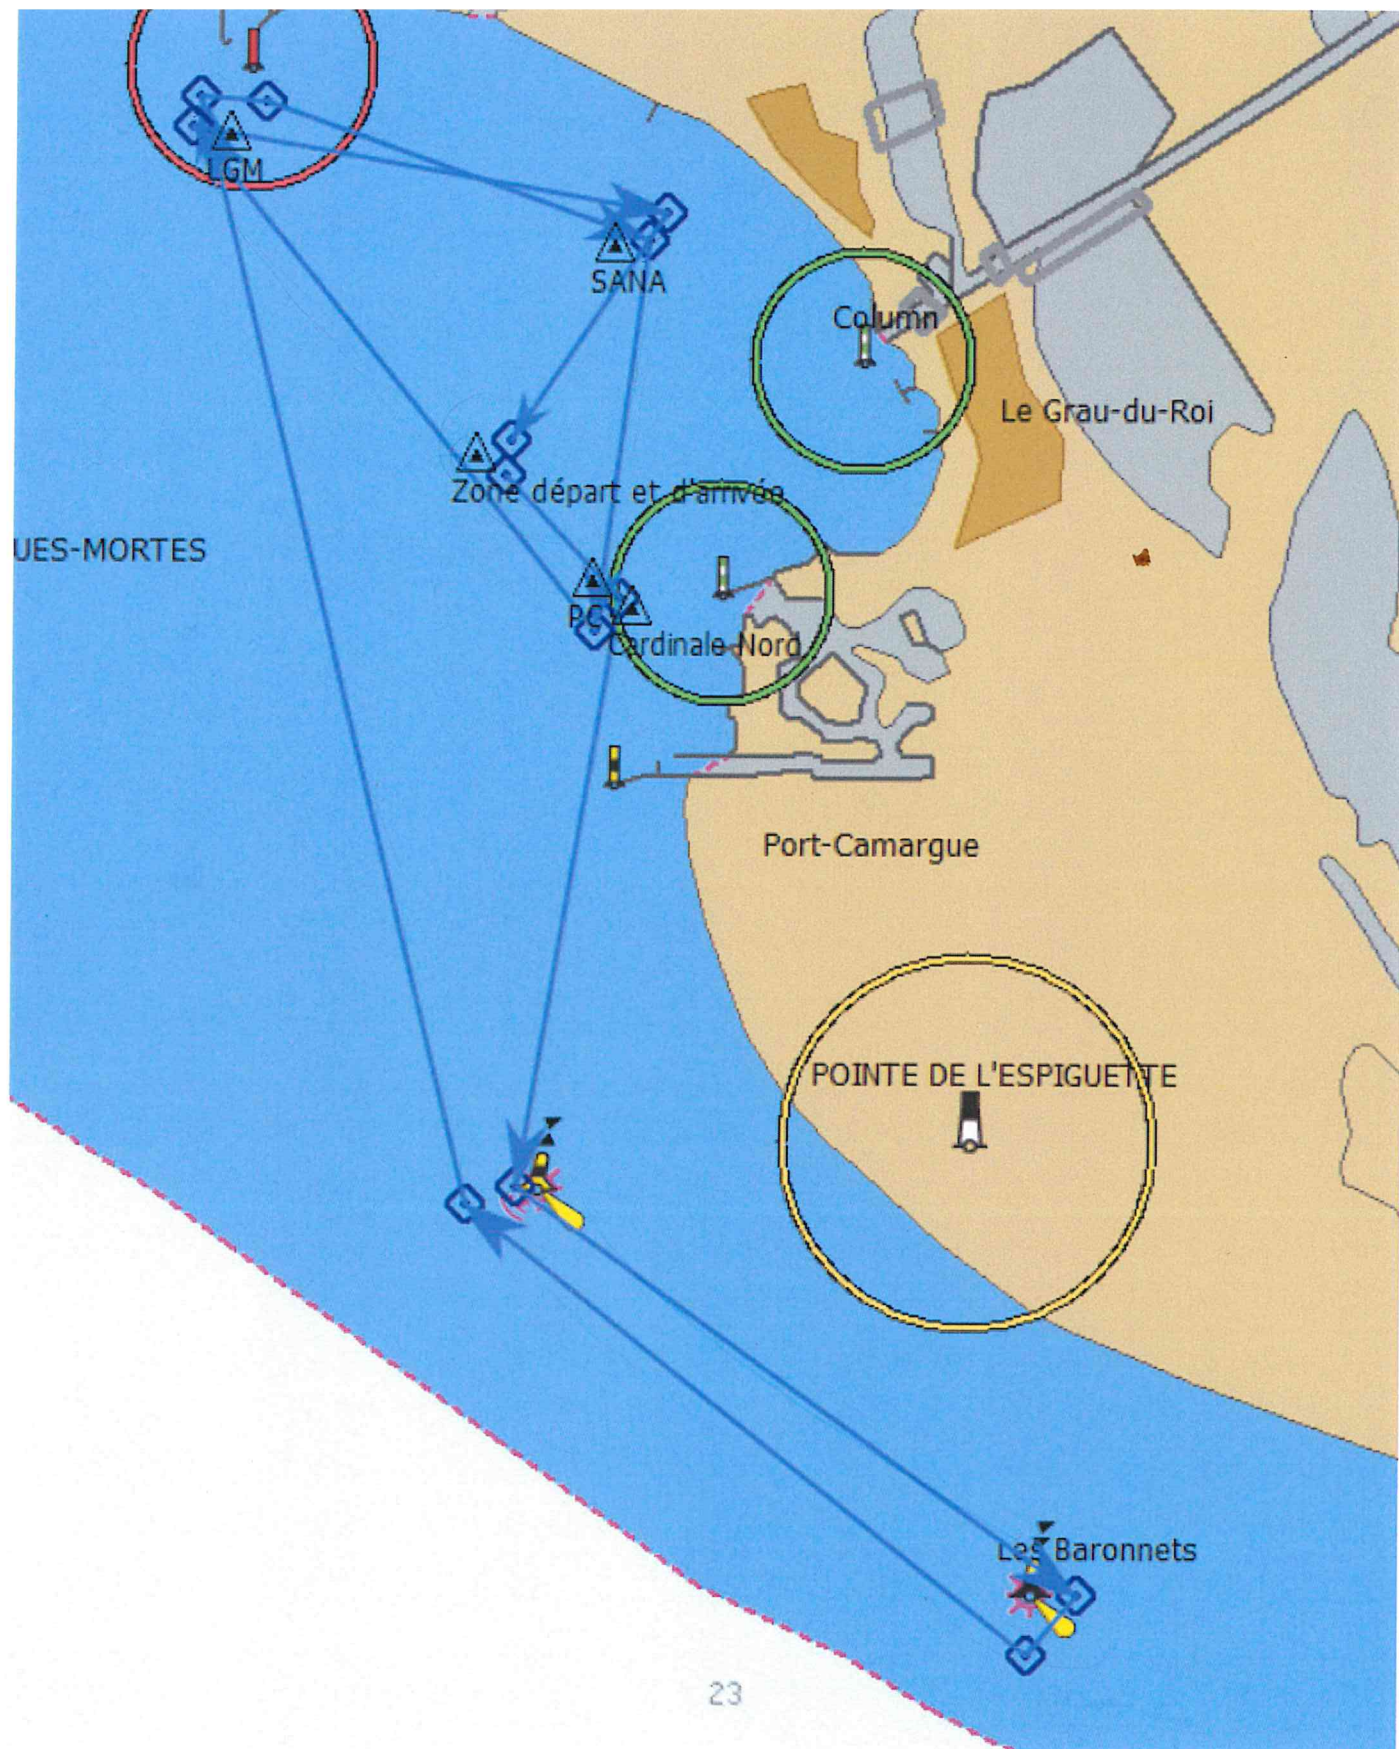 LGM
SANA
Column
Le Grau-du-Roi
Zone départ et d'arrivée
UES-MORTES
PC
Cardinale Nord
Port-Camargue
POINTE DE L'ESPIGUETTE
Les Baronnets
23